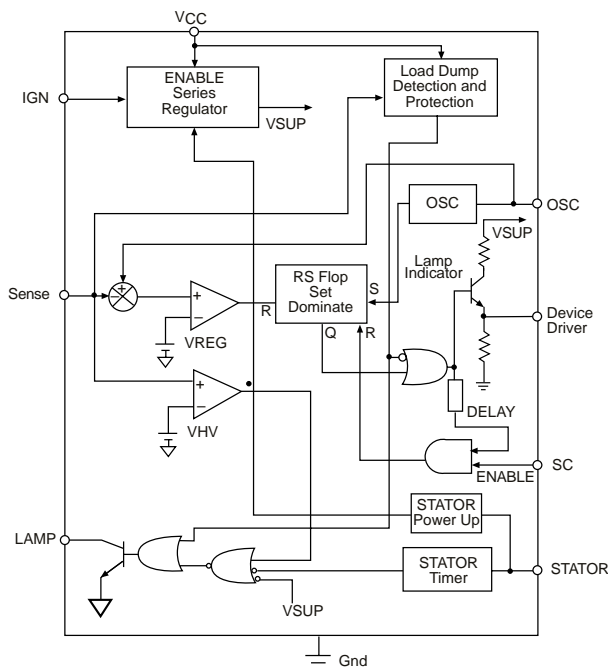 VCC
IGN
ENABLE
Series
Regulator
VSUP
Load Dump
Detection and
Protection
OSC
OSC
VSUP
Lamp
Indicator
Sense
+
−
+
−
VREG
R
RS Flop
Set
Dominate
S
R
Q
Device
Driver
+
−
VHV
DELAY
ENABLE
SC
STATOR
Power Up
LAMP
STATOR
Timer
STATOR
VSUP
Gnd